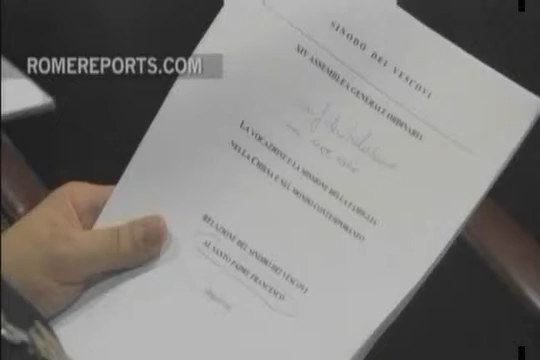 ROMEREPORTS.COM
SINODO DEI VESCOVI
XIV ASSEMBLEA GENERALE ORDINARIA
LA VOCAZIONE E LA MISSIONE DELLA FAMIGLIA
NELLA CHIESA E NEL MONDO CONTEMPORANEO
RELAZIONE DEL SINODO DEI VESCOVI
AL SANTO PADRE FRANCESCO